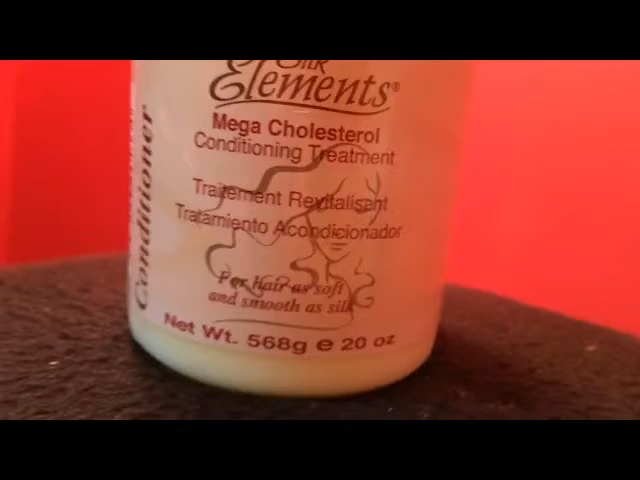 Silk
Elements®
Mega Cholesterol
Conditioning Treatment
Traitement Revitalisant
Tratamiento Acondicionador
For hair as soft
and smooth as silk
Net Wt. 568g e 20 oz
Conditioner